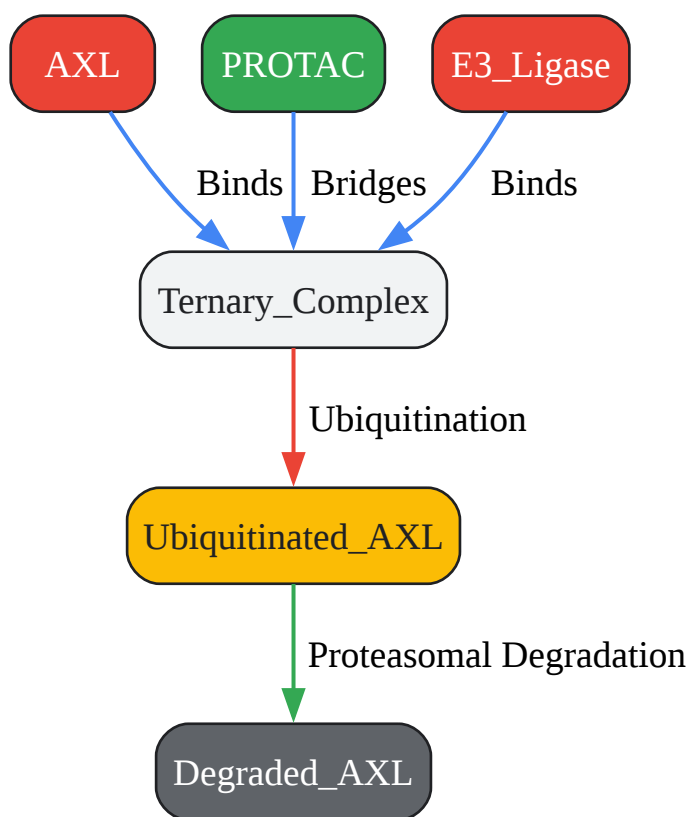 AXL
PROTAC
E3_Ligase
Binds
Bridges
Binds
Ternary_Complex
Ubiquitination
Ubiquitinated_AXL
Proteasomal Degradation
Degraded_AXL